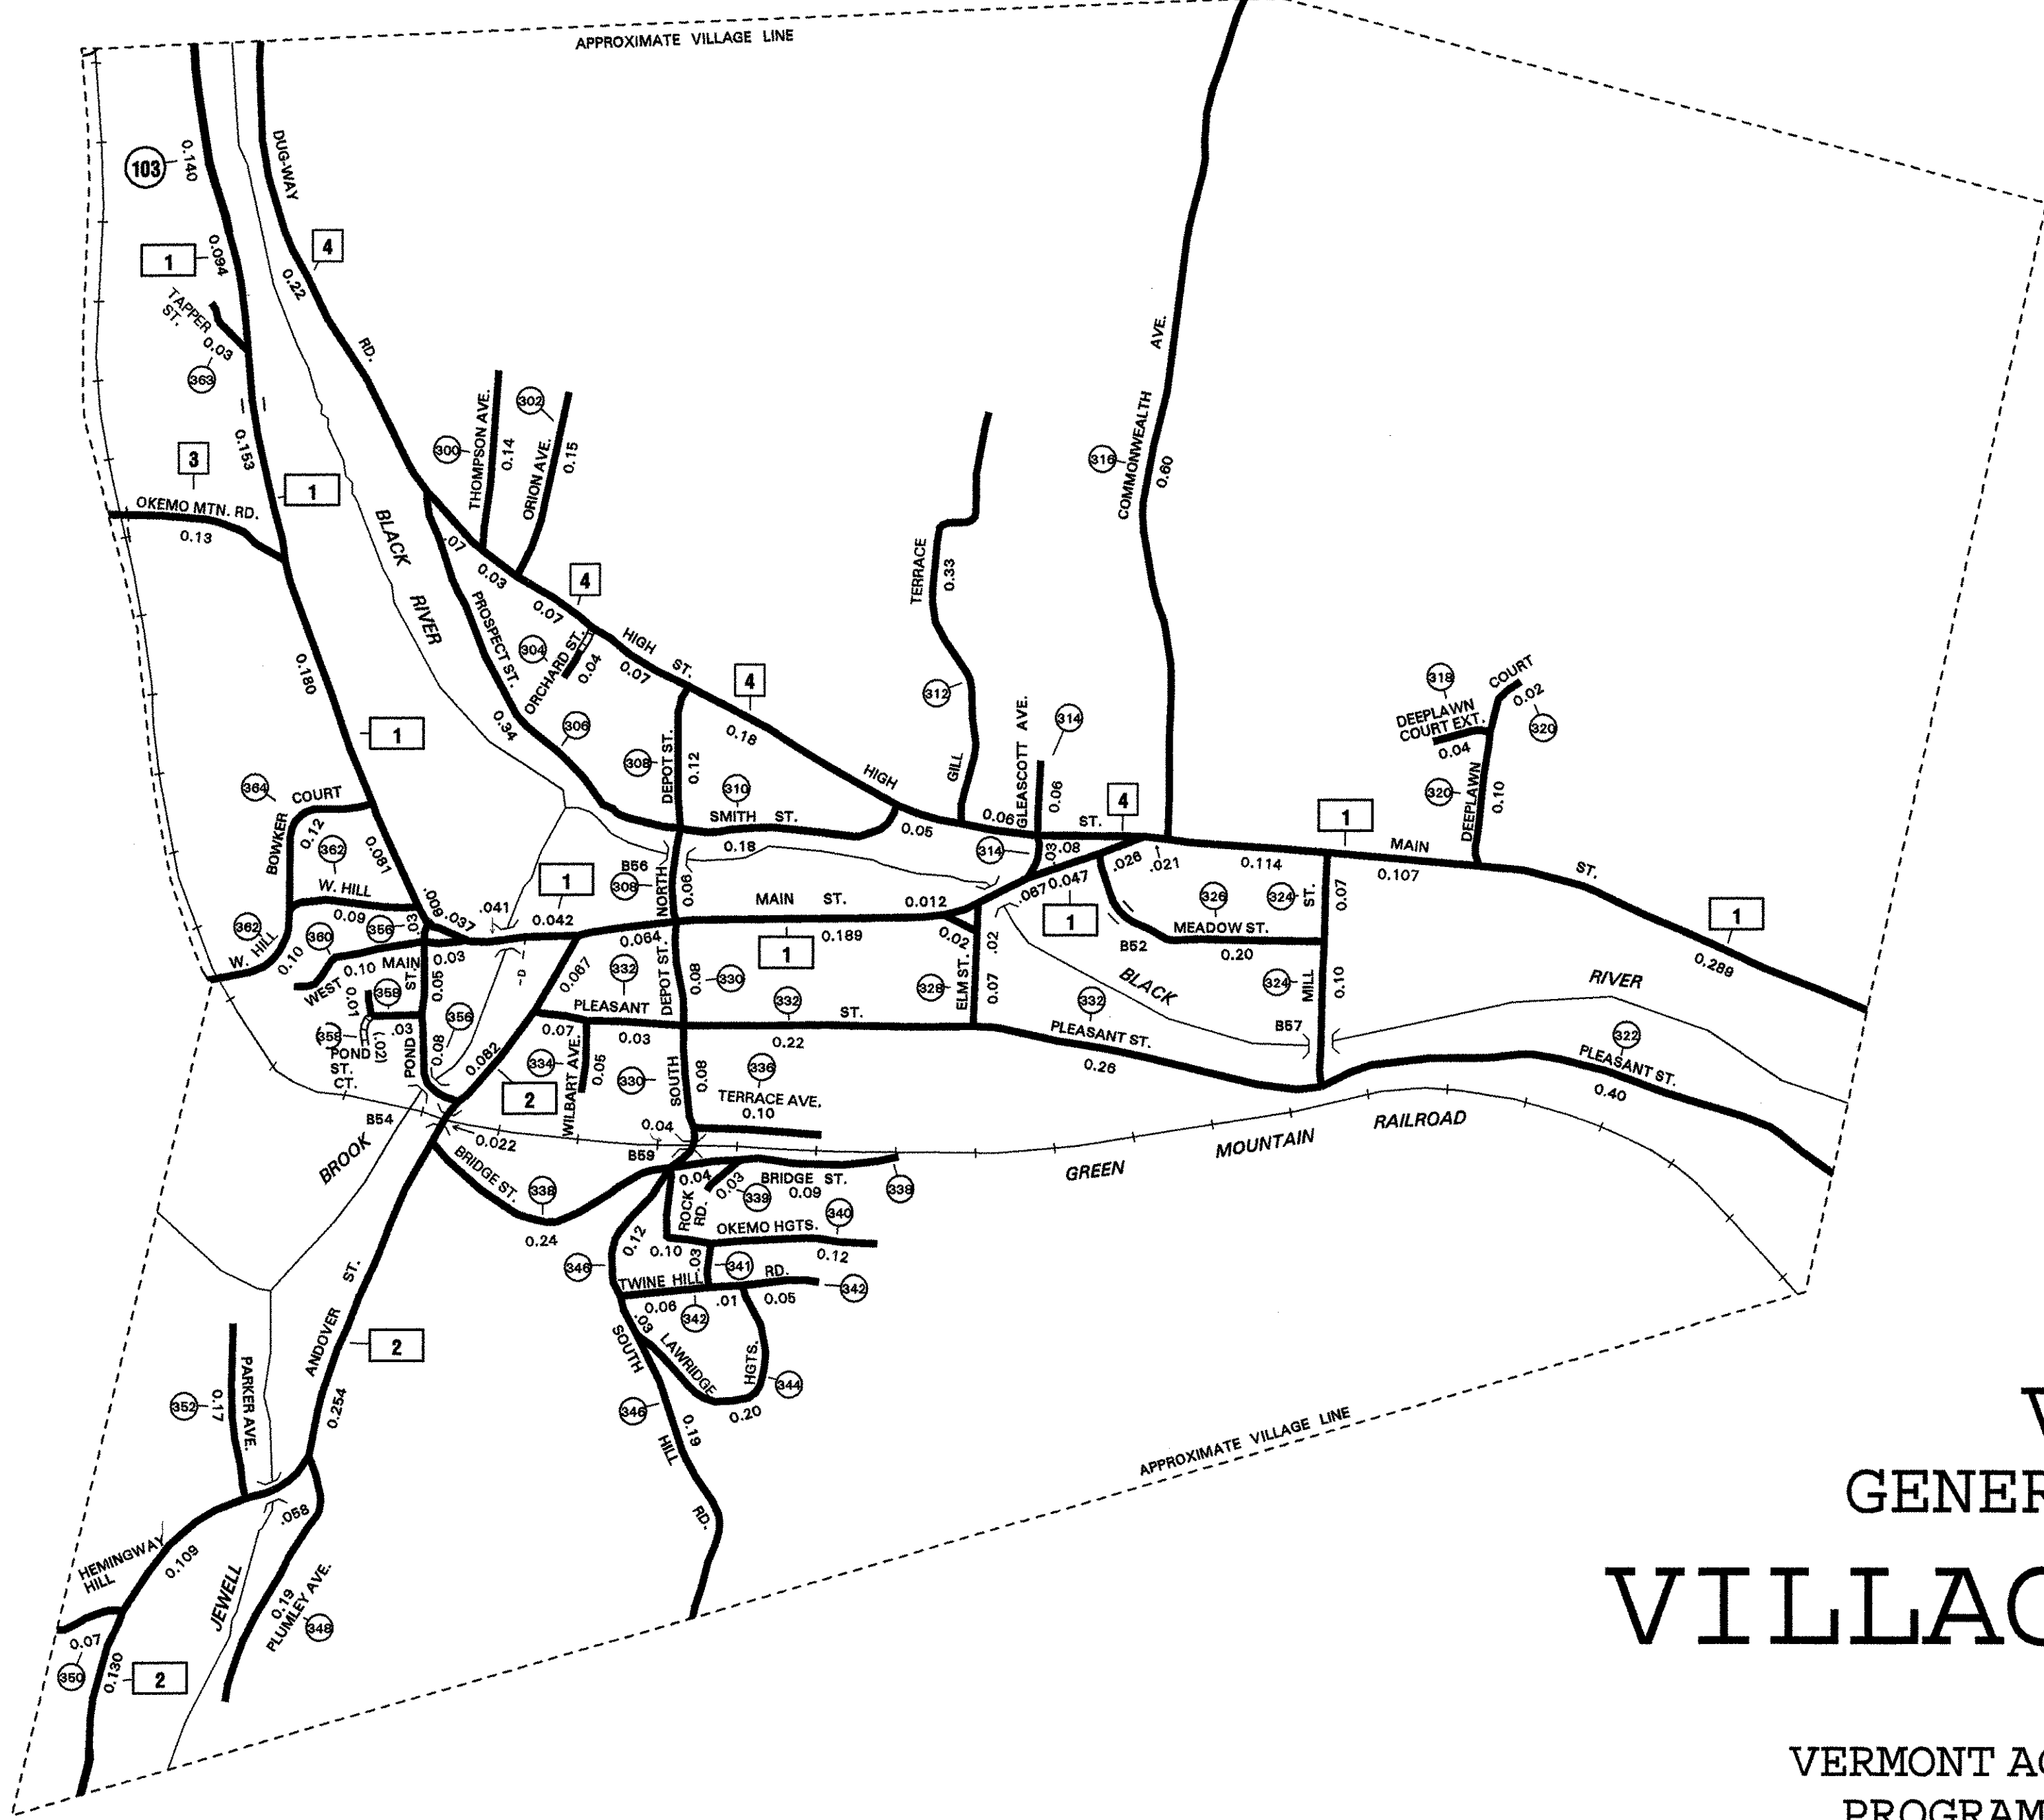 APPROXIMATE VILLAGE LINE
103
0.140
DUG-WAY
4
1
0.094
0.22
TAPPER
ST.
0.03
363
RD.
302
300
THOMPSON AVE.
0.14
ORION AVE.
0.15
3
0.153
1
OKEMO MTN. RD.
0.13
BLACK
RIVER
.07
0.03
4
0.07
PROSPECT ST.
304
ORCHARD ST.
0.04
HIGH
ST.
0.07
4
0.34
306
0.18
308
DEPOT ST.
0.12
310
SMITH ST.
0.18
HIGH
0.05
TERRACE
0.33
312
GILL
0.06
GLEASCOTT AVE.
314
0.06
ST.
4
AVE.
COMMONWEALTH
316
0.60
318
COURT
DEEPLAWN
COURT EXT.
0.02
320
0.04
320
DEEPLAWN
0.10
1
MAIN
ST.
0.114
0.107
1
0.289
0.180
1
364
COURT
BOWKER
0.12
362
0.081
W. HILL
0.09
.009
.037
.041
1
0.042
B56
308
NORTH
0.06
MAIN ST.
0.012
314
.03
.08
.026
.021
.067
0.047
1
326
324
ST.
0.07
MEADOW ST.
B52
0.20
362
W. HILL
0.10
360
356
.03
0.10
MAIN
0.03
WEST
ST.
0.05
0.01
358
358
.03
(.02)
POND
ST.
CT.
POND
0.08
356
0.064
1
0.189
0.02
.02
0.067
332
DEPOT ST.
0.08
330
332
328
ELM ST.
0.07
BLACK
324
MILL
0.10
RIVER
PLEASANT
ST.
332
PLEASANT ST.
B57
322
PLEASANT ST.
0.07
0.03
0.22
0.26
0.40
0.082
334
WILBART AVE.
0.05
330
SOUTH
0.08
336
TERRACE AVE.
0.10
2
B54
0.022
0.04
B59
BROOK
BRIDGE ST.
338
0.24
0.04
ROCK
RD.
0.03
339
BRIDGE ST.
0.09
338
GREEN
MOUNTAIN
RAILROAD
340
OKEMO HGTS.
0.12
0.10
0.12
.03
341
346
TWINE HILL
RD.
342
0.06
.01
0.05
342
.03
SOUTH
LAWRIDGE
HGTS.
344
0.20
346
0.19
HILL
RD.
ANDOVER
ST.
2
0.254
352
0.17
PARKER AVE.
.058
HEMINGWAY
HILL
0.109
JEWELL
0.19
PLUMLEY AVE.
348
0.07
350
0.130
2
APPROXIMATE VILLAGE LINE
GENER
VILLAG
VERMONT AG
PROGRAM